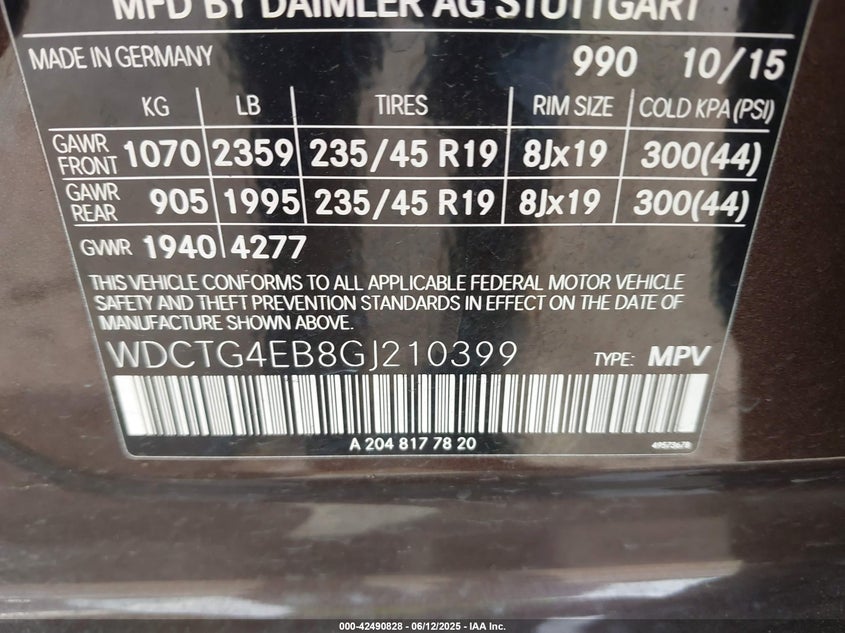 MFD BY DAIMLER AG STUTTGART
MADE IN GERMANY 990 10/15
KG LB TIRES RIM SIZE COLD KPA (PSI)
GAWR FRONT 1070 2359 235/45 R19 8Jx19 300(44)
GAWR REAR 905 1995 235/45 R19 8Jx19 300(44)
GVWR 1940 4277
THIS VEHICLE CONFORMS TO ALL APPLICABLE FEDERAL MOTOR VEHICLE
SAFETY AND THEFT PREVENTION STANDARDS IN EFFECT ON THE DATE OF
MANUFACTURE SHOWN ABOVE.
WDCTG4EB8GJ210399 TYPE: MPV
A 204 817 78 20 49573678
000-42490828 - 06/12/2025 - IAA Inc.